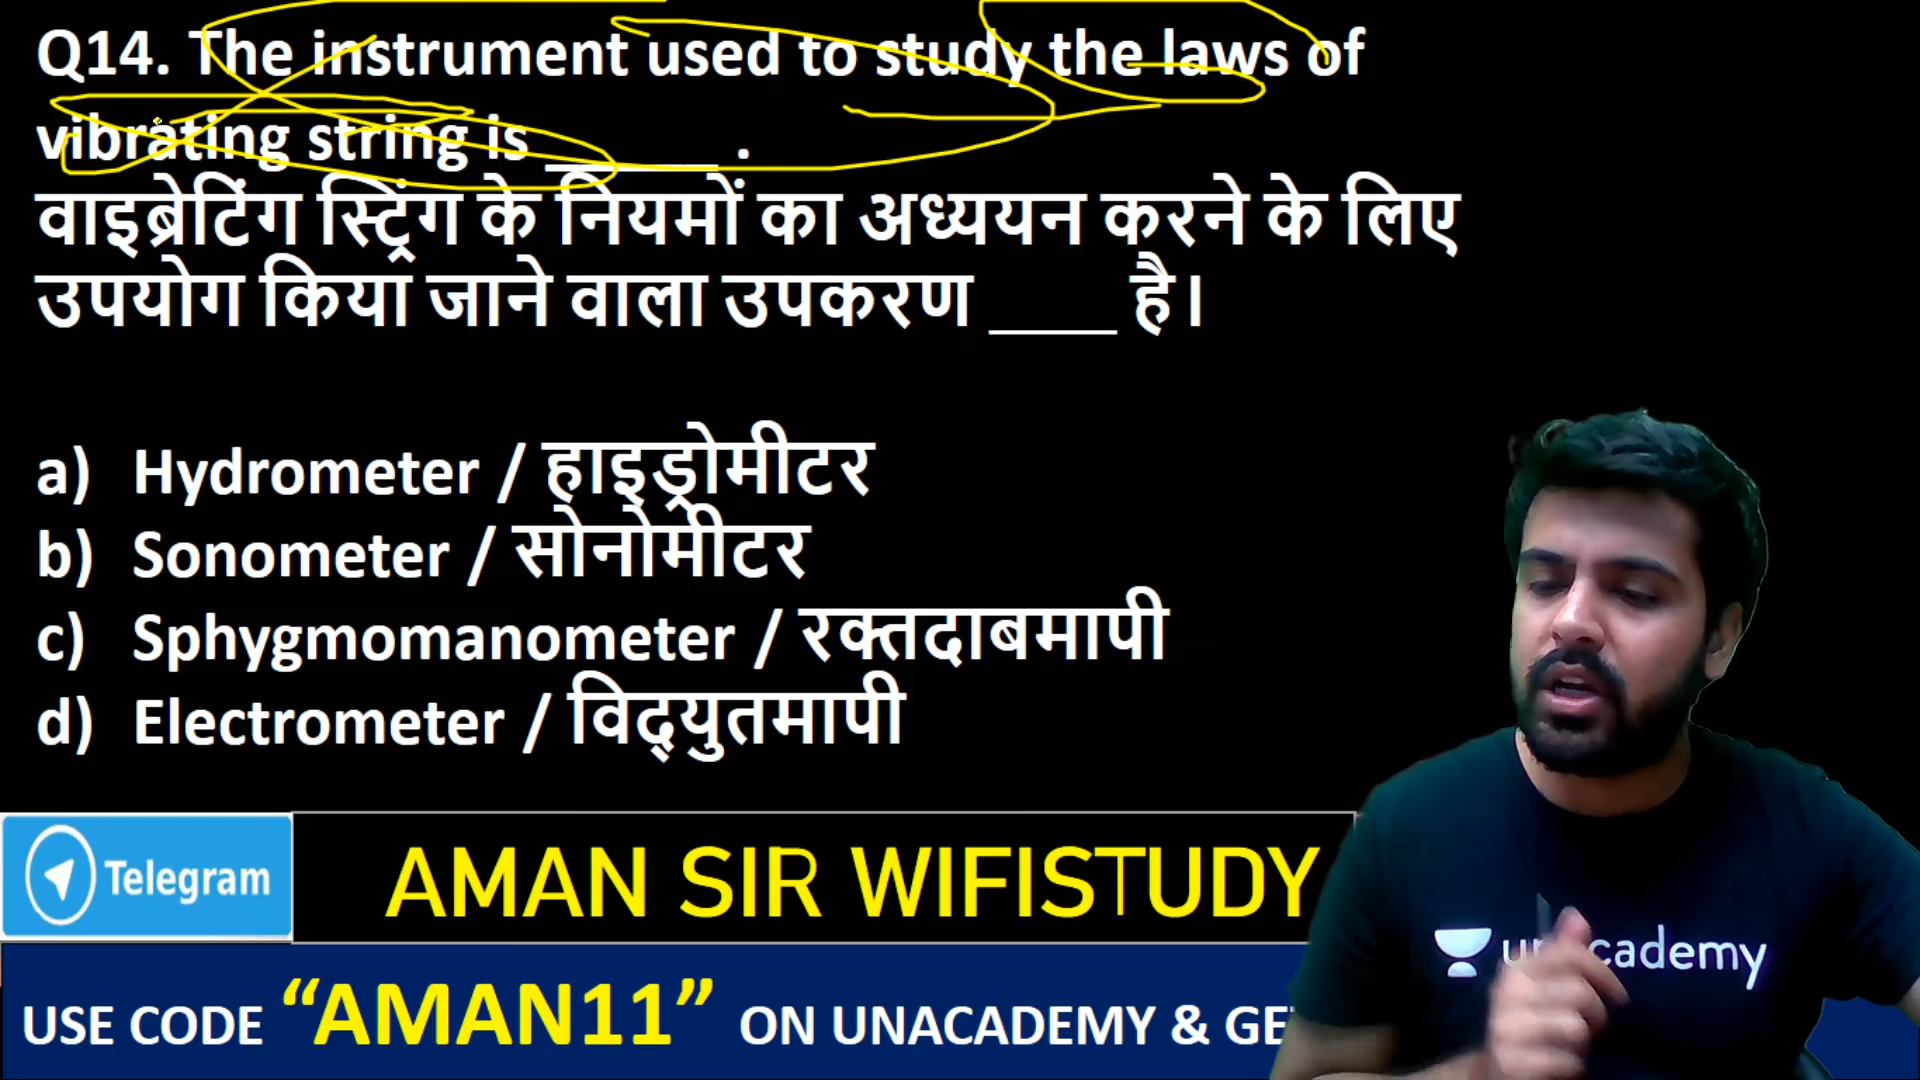 Q14. The instrument used to study the laws of
vibrating string is _____ .
वाइब्रेटिंग स्ट्रिंग के नियमों का अध्ययन करने के लिए
उपयोग किया जाने वाला उपकरण ____ है।
a) Hydrometer / हाइड्रोमीटर
b) Sonometer / सोनोमीटर
c) Sphygmomanometer / रक्तदाबमापी
d) Electrometer / विद्युतमापी
Telegram
AMAN SIR WIFISTUDY
unacademy
USE CODE “AMAN11” ON UNACADEMY & GE